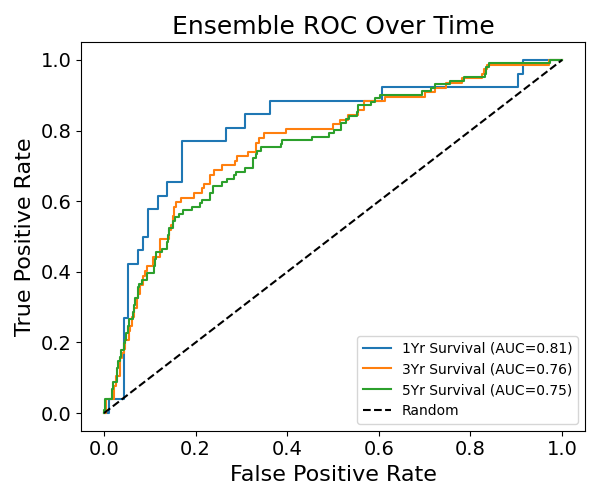 Ensemble ROC Over Time
True Positive Rate
1.0
0.8
0.6
0.4
0.2
0.0
0.0 0.2 0.4 0.6 0.8 1.0
False Positive Rate
1Yr Survival (AUC=0.81)
3Yr Survival (AUC=0.76)
5Yr Survival (AUC=0.75)
Random